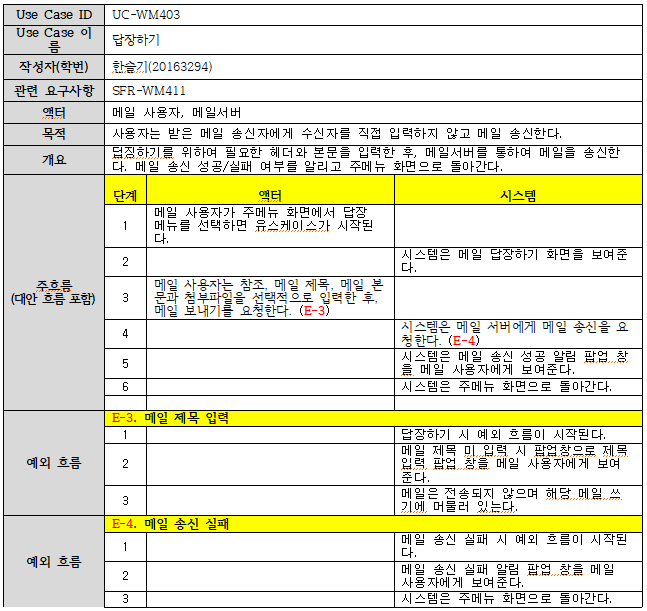 Use Case ID UC-WM403
Use Case 이
름 답장하기
작성자(학번) 한슬기(20163294)
관련 요구사항 SFR-WM411
액터 메일 사용자, 메일서버
목적 사용자는 받은 메일 송신자에게 수신자를 직접 입력하지 않고 메일 송신한다.
개요 답장하기를 위하여 필요한 헤더와 본문을 입력한 후, 메일서버를 통하여 메일을 송신한
다. 메일 송신 성공/실패 여부를 알리고 주메뉴 화면으로 돌아간다.
주흐름
(대안 흐름 포함)
단계 액터 시스템
1 메일 사용자가 주메뉴 화면에서 답장
메뉴를 선택하면 유스케이스가 시작된
다.
2 시스템은 메일 답장하기 화면을 보여준
다.
3 메일 사용자는 참조, 메일 제목, 메일 본
문과 첨부파일을 선택적으로 입력한 후,
메일 보내기를 요청한다. (E-3)
4 시스템은 메일 서버에게 메일 송신을 요
청한다. (E-4)
5 시스템은 메일 송신 성공 알림 팝업 창
을 메일 사용자에게 보여준다.
6 시스템은 주메뉴 화면으로 돌아간다.
예외 흐름
E-3. 메일 제목 입력
1 답장하기 시 예외 흐름이 시작된다.
2 메일 제목 미 입력 시 팝업창으로 제목
입력 팝업 창을 메일 사용자에게 보여
준다.
3 메일은 전송되지 않으며 해당 메일 쓰
기에 머물러 있는다.
예외 흐름
E-4. 메일 송신 실패
1 메일 송신 실패 시 예외 흐름이 시작된
다.
2 메일 송신 실패 알림 팝업 창을 메일
사용자에게 보여준다.
3 시스템은 주메뉴 화면으로 돌아간다.